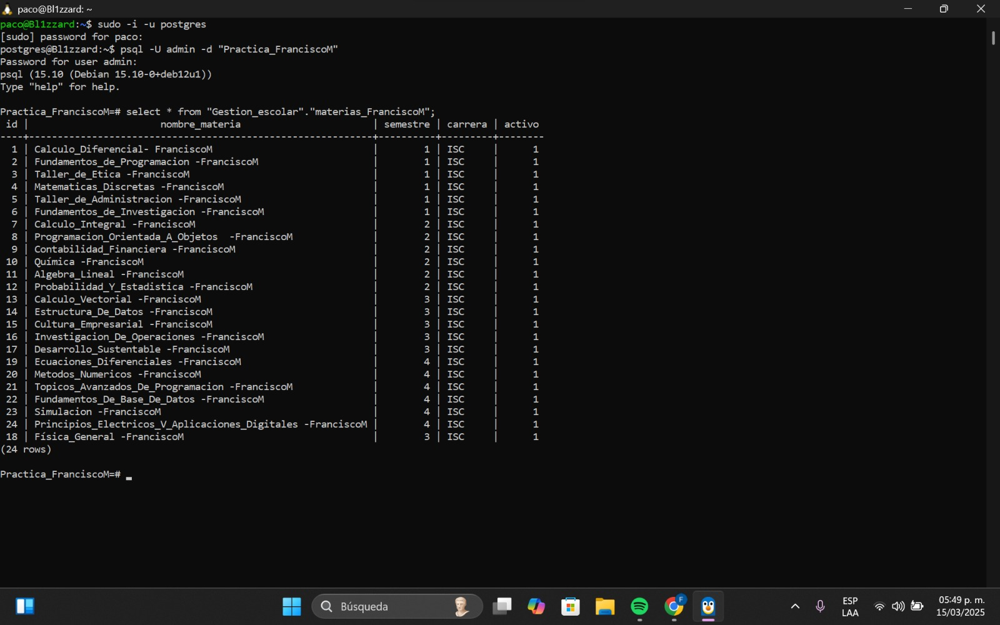 paco@Bl1zzard: ~
paco@Bl1zzard:~$ sudo -i -u postgres
[sudo] password for paco:
postgres@Bl1zzard:~$ psql -U admin -d "Practica_FranciscoM"
Password for user admin:
psql (15.10 (Debian 15.10-0+deb12u1))
Type "help" for help.
Practica_FranciscoM=# select * from "Gestion_escolar"."materias_FranciscoM";
id | nombre_materia | semestre | carrera | activo
----+-----------------------------------------------------------+----------+---------+--------
1 | Calculo_Diferencial- FranciscoM | 1 | ISC | 1
2 | Fundamentos_de_Programacion -FranciscoM | 1 | ISC | 1
3 | Taller_de_Etica -FranciscoM | 1 | ISC | 1
4 | Matematicas_Discretas -FranciscoM | 1 | ISC | 1
5 | Taller_de_Administracion -FranciscoM | 1 | ISC | 1
6 | Fundamentos_de_Investigacion -FranciscoM | 1 | ISC | 1
7 | Calculo_Integral -FranciscoM | 2 | ISC | 1
8 | Programacion_Orientada_A_Objetos  -FranciscoM | 2 | ISC | 1
9 | Contabilidad_Financiera -FranciscoM | 2 | ISC | 1
10 | Química -FranciscoM | 2 | ISC | 1
11 | Algebra_Lineal -FranciscoM | 2 | ISC | 1
12 | Probabilidad_Y_Estadistica -FranciscoM | 2 | ISC | 1
13 | Calculo_Vectorial -FranciscoM | 3 | ISC | 1
14 | Estructura_De_Datos -FranciscoM | 3 | ISC | 1
15 | Cultura_Empresarial -FranciscoM | 3 | ISC | 1
16 | Investigacion_De_Operaciones -FranciscoM | 3 | ISC | 1
17 | Desarrollo_Sustentable -FranciscoM | 3 | ISC | 1
19 | Ecuaciones_Diferenciales -FranciscoM | 4 | ISC | 1
20 | Metodos_Numericos -FranciscoM | 4 | ISC | 1
21 | Topicos_Avanzados_De_Programacion -FranciscoM | 4 | ISC | 1
22 | Fundamentos_De_Base_De_Datos -FranciscoM | 4 | ISC | 1
23 | Simulacion -FranciscoM | 4 | ISC | 1
24 | Principios_Electricos_V_Aplicaciones_Digitales -FranciscoM | 4 | ISC | 1
18 | Física_General -FranciscoM | 3 | ISC | 1
(24 rows)
Practica_FranciscoM=# _
Búsqueda
F
ESP
LAA
05:49 p. m.
15/03/2025